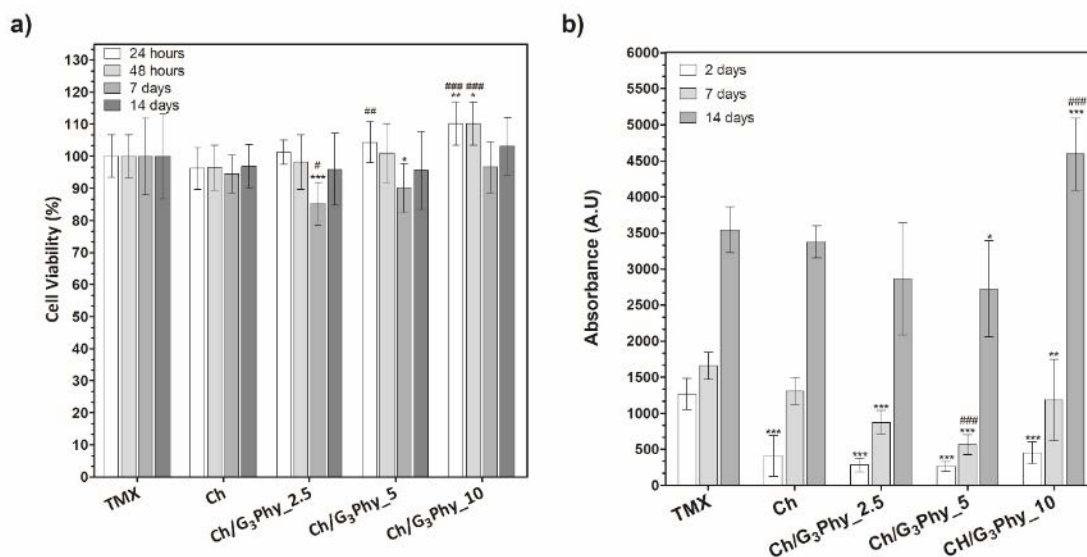 a)
24 hours
48 hours
7 days
14 days
Cell Viability (%)
130
120
110
100
90
80
70
60
50
40
30
20
10
0
#
***
##
*
### ###
** *
TMX
Ch
Ch/G₃Phy_2.5
Ch/G₃Phy_5
Ch/G₃Phy_10
b)
2 days
7 days
14 days
Absorbance (A.U)
6000
5500
5000
4500
4000
3500
3000
2500
2000
1500
1000
500
0
***
***
***
***
###
***
*
***
**
###
***
TMX
Ch
Ch/G₃Phy_2.5
Ch/G₃Phy_5
CH/G₃Phy_10